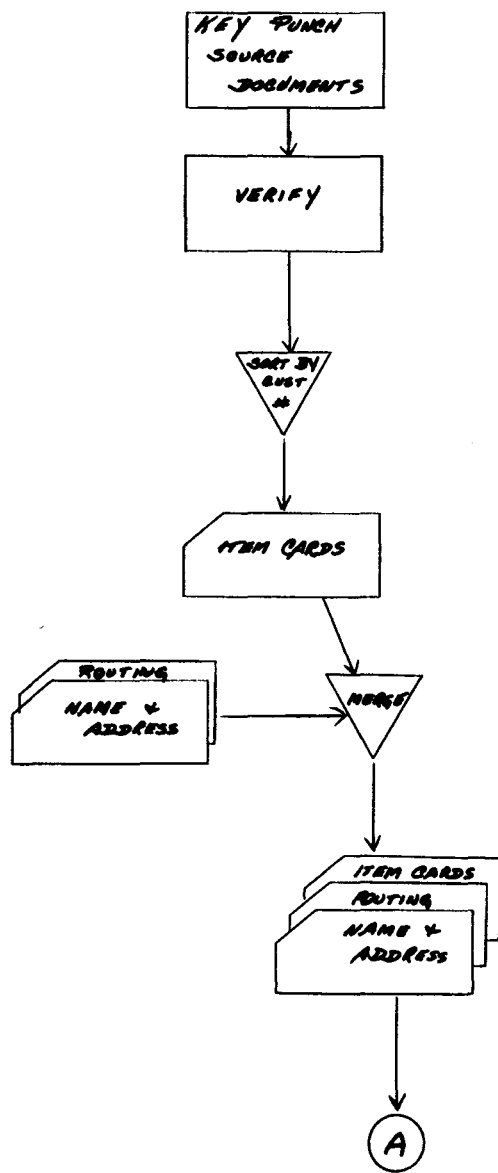 KEY PUNCH
SOURCE
DOCUMENTS
VERIFY
SORT BY
CUST
#
ITEM CARDS
ROUTING
NAME &
ADDRESS
MERGE
ITEM CARDS
ROUTING
NAME &
ADDRESS
A